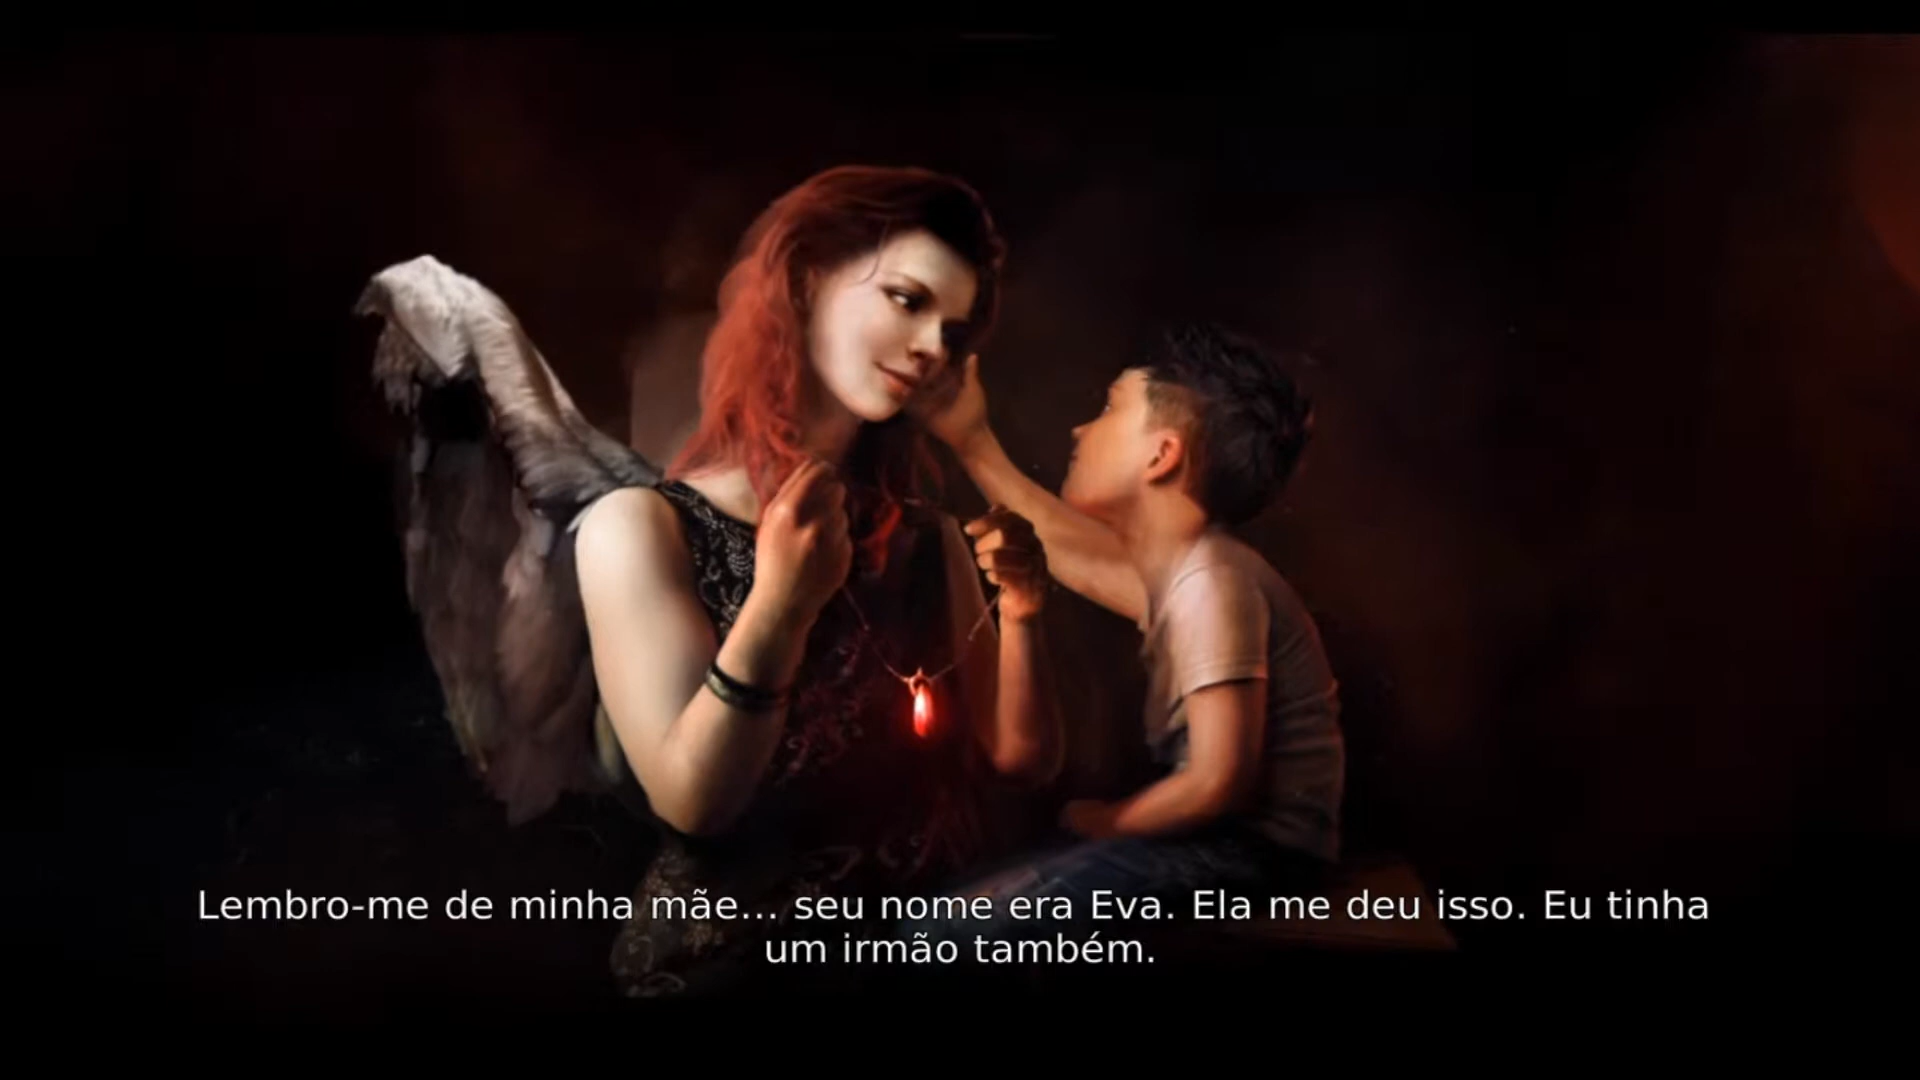 Lembro-me de minha mãe... seu nome era Eva. Ela me deu isso. Eu tinha
um irmão também.